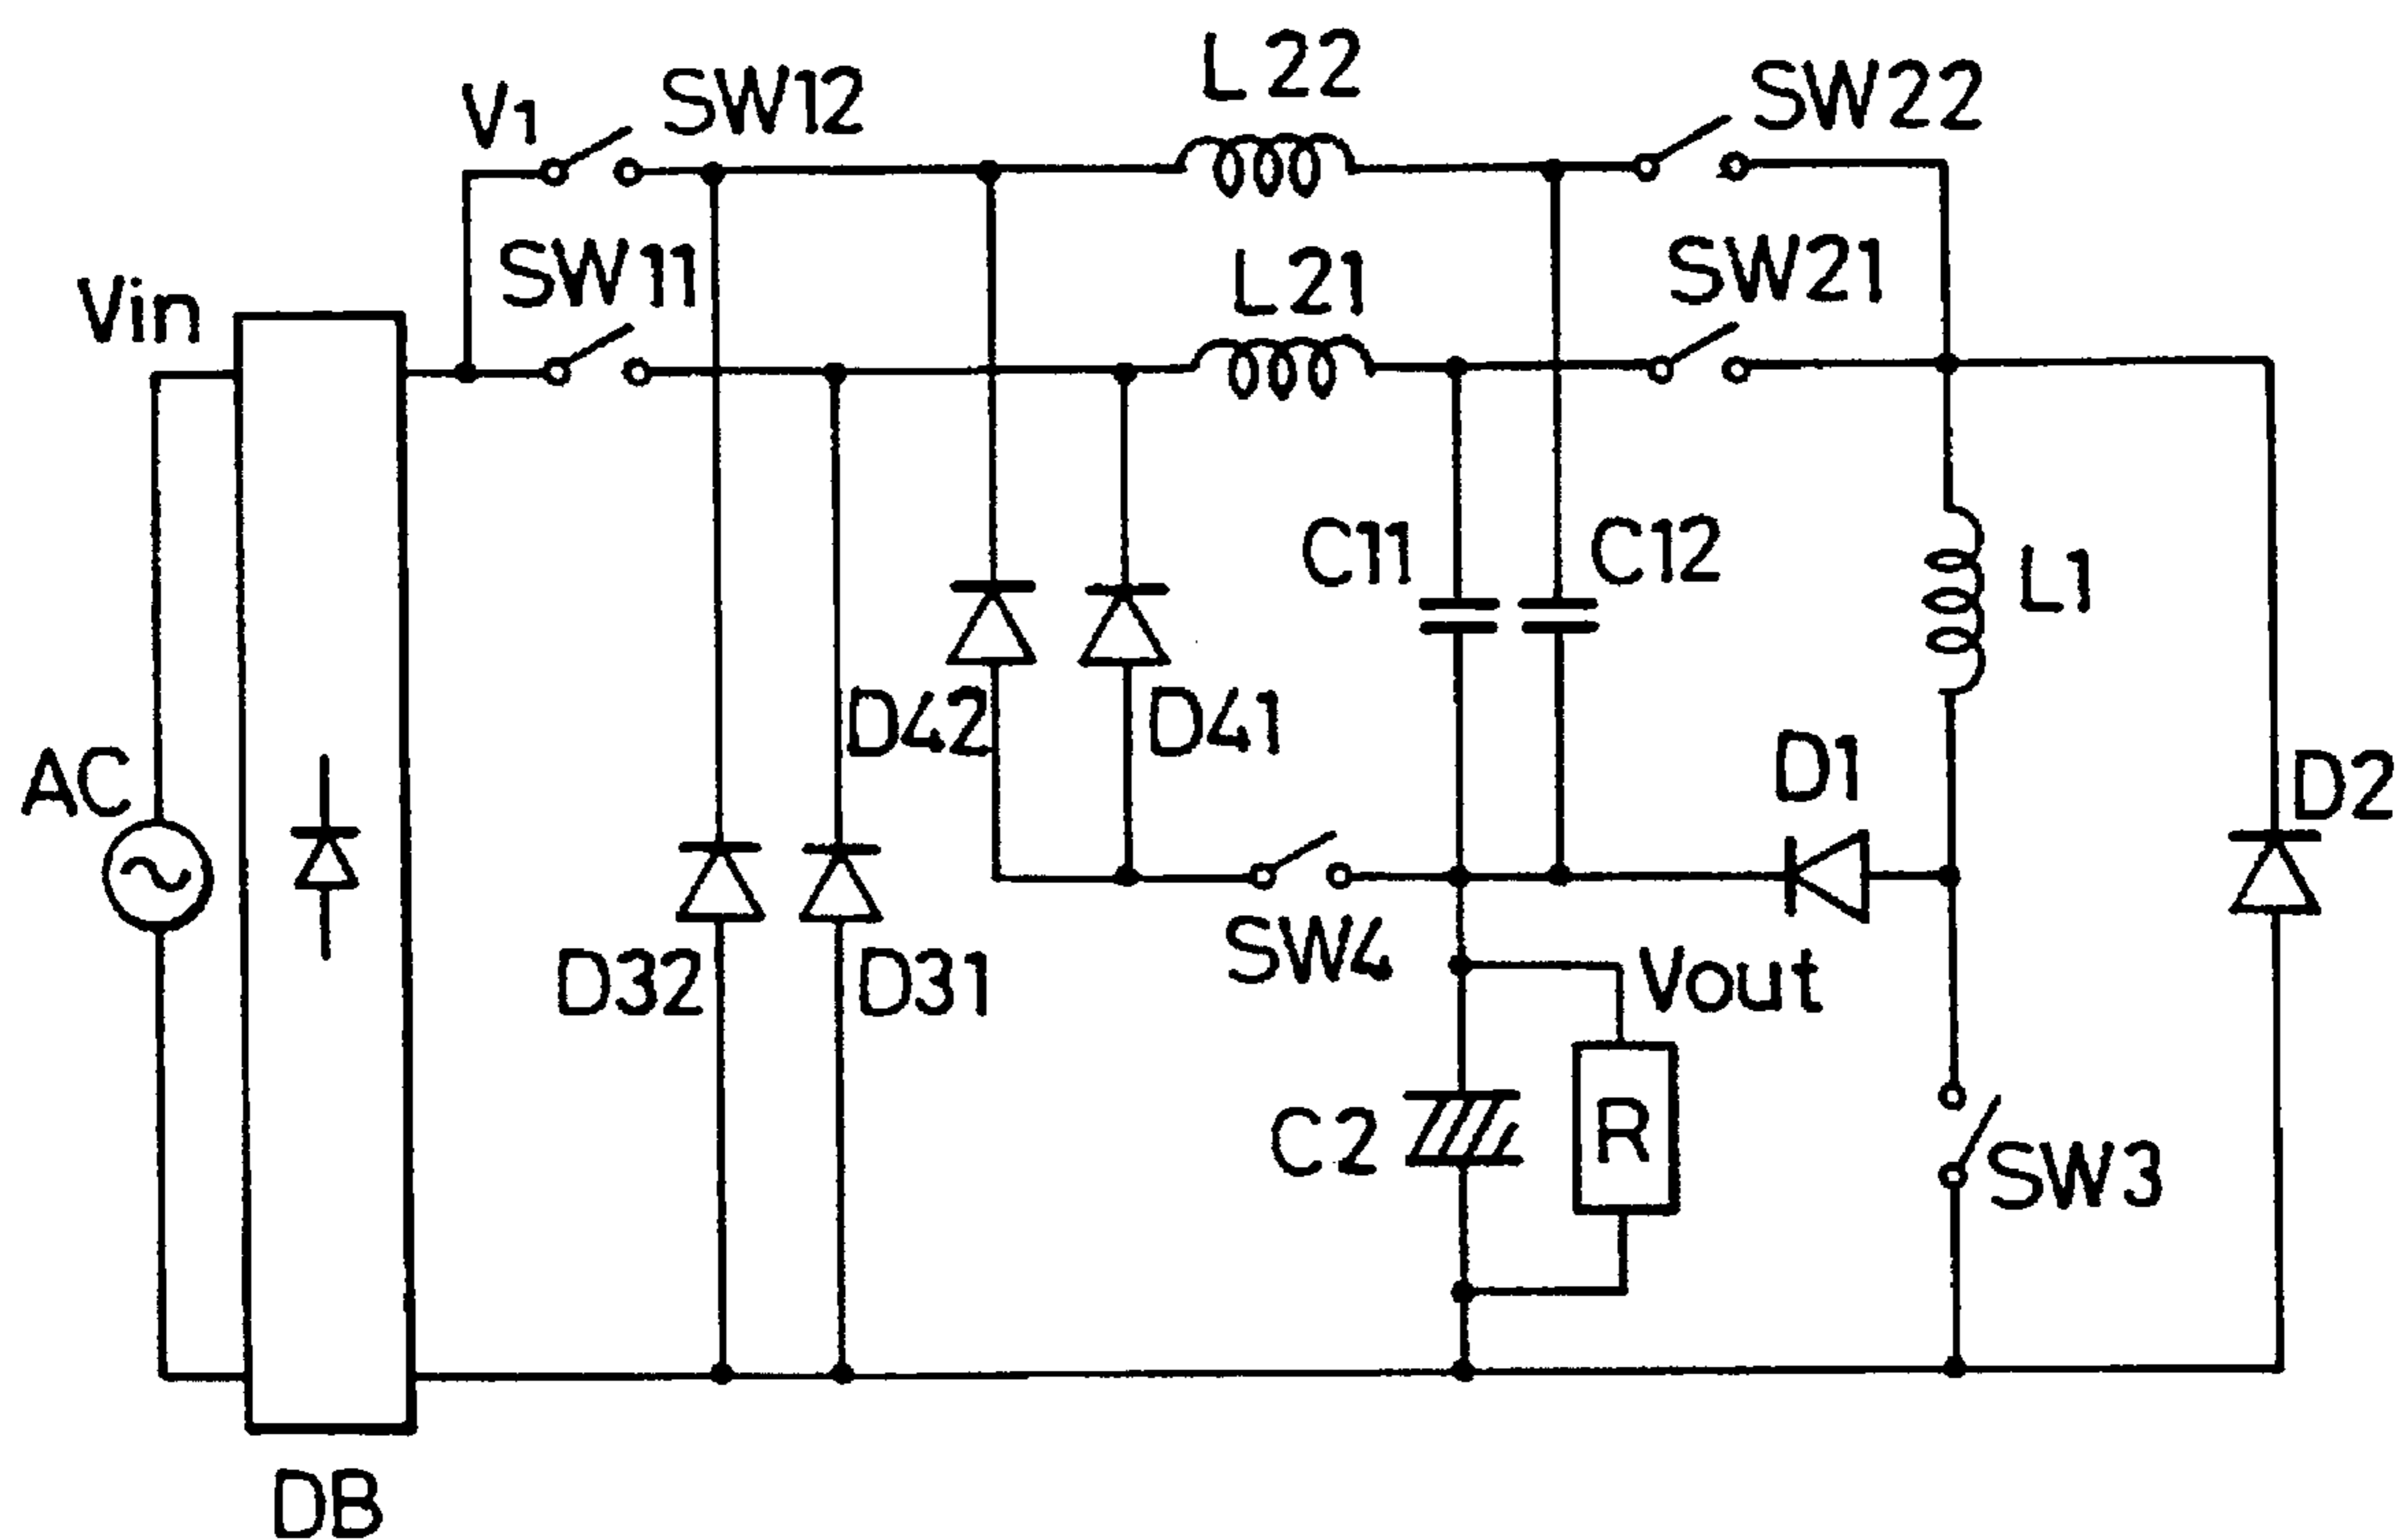 L22
SW22
SW12
V1
SW11
L21
SW21
Vin
C11
C12
L1
D42
D41
D1
AC
D2
SW4
D32
D31
Vout
C2
R
SW3
DB